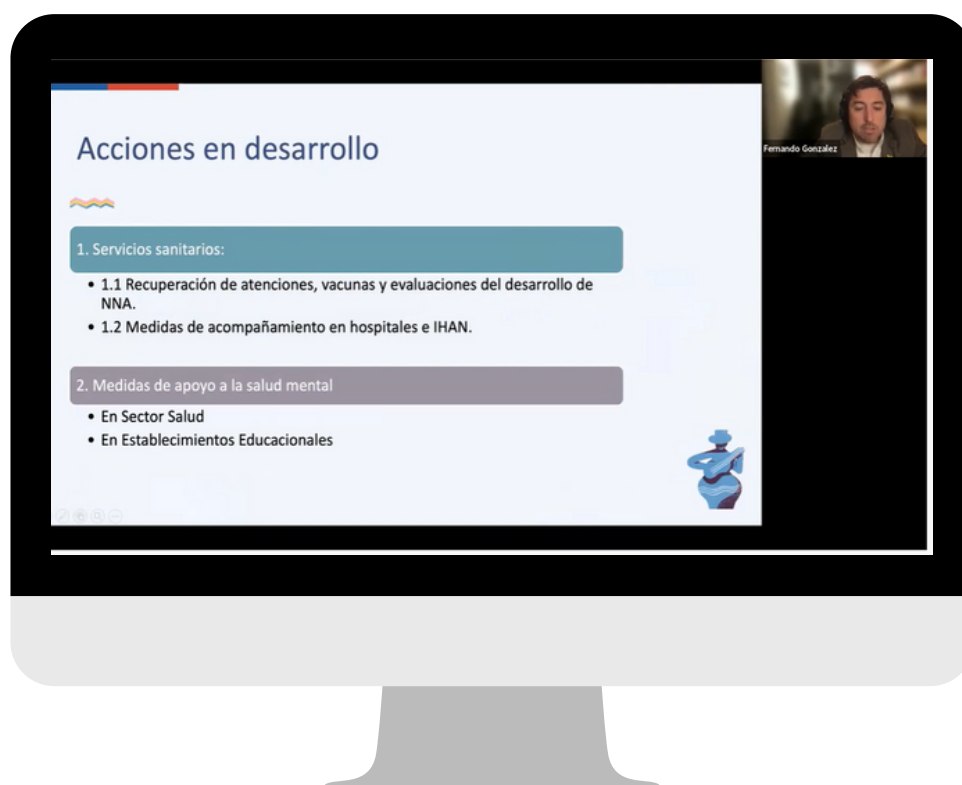 Acciones en desarrollo
Fernando Gonzalez
1. Servicios sanitarios:
• 1.1 Recuperación de atenciones, vacunas y evaluaciones del desarrollo de
NNA.
• 1.2 Medidas de acompañamiento en hospitales e IHAN.
2. Medidas de apoyo a la salud mental
• En Sector Salud
• En Establecimientos Educacionales